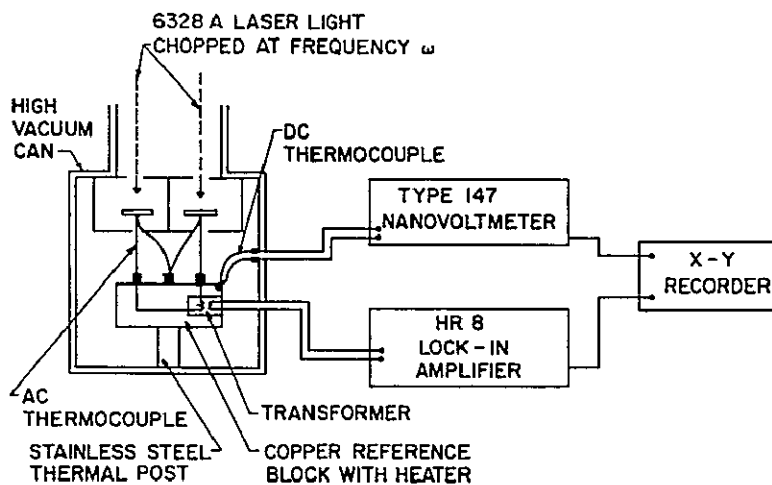 6328 A LASER LIGHT
CHOPPED AT FREQUENCY ω
HIGH
VACUUM
CAN
DC
THERMOCOUPLE
TYPE 147
NANOVOLTMETER
X-Y
RECORDER
HR 8
LOCK-IN
AMPLIFIER
AC
THERMOCOUPLE
TRANSFORMER
STAINLESS STEEL
THERMAL POST
COPPER REFERENCE
BLOCK WITH HEATER